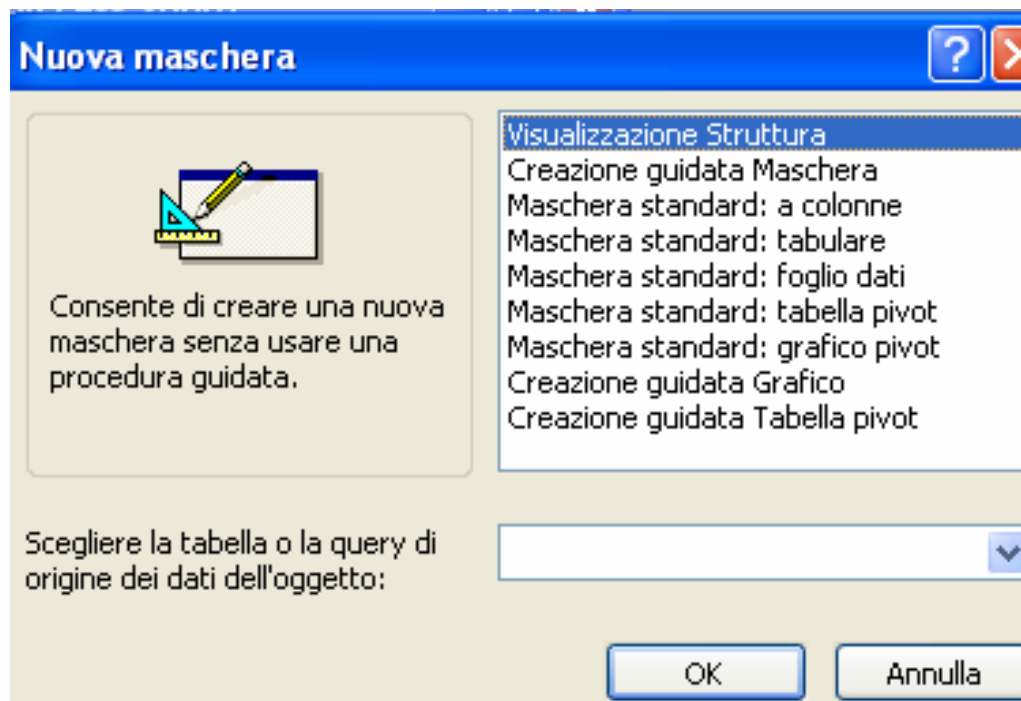 Nuova maschera
Visualizzazione Struttura
Creazione guidata Maschera
Maschera standard: a colonne
Maschera standard: tabulare
Maschera standard: foglio dati
Maschera standard: tabella pivot
Maschera standard: grafico pivot
Creazione guidata Grafico
Creazione guidata Tabella pivot
Consente di creare una nuova
maschera senza usare una
procedura guidata.
Scegliere la tabella o la query di
origine dei dati dell'oggetto:
OK
Annulla